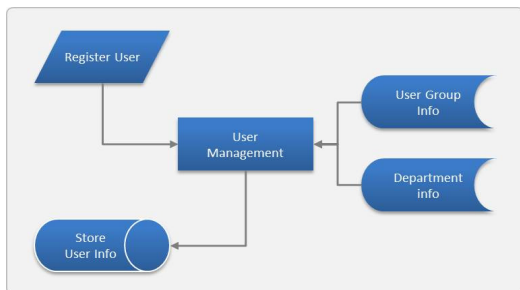 Register User
User Group
Info
User
Management
Department
info
Store
User Info